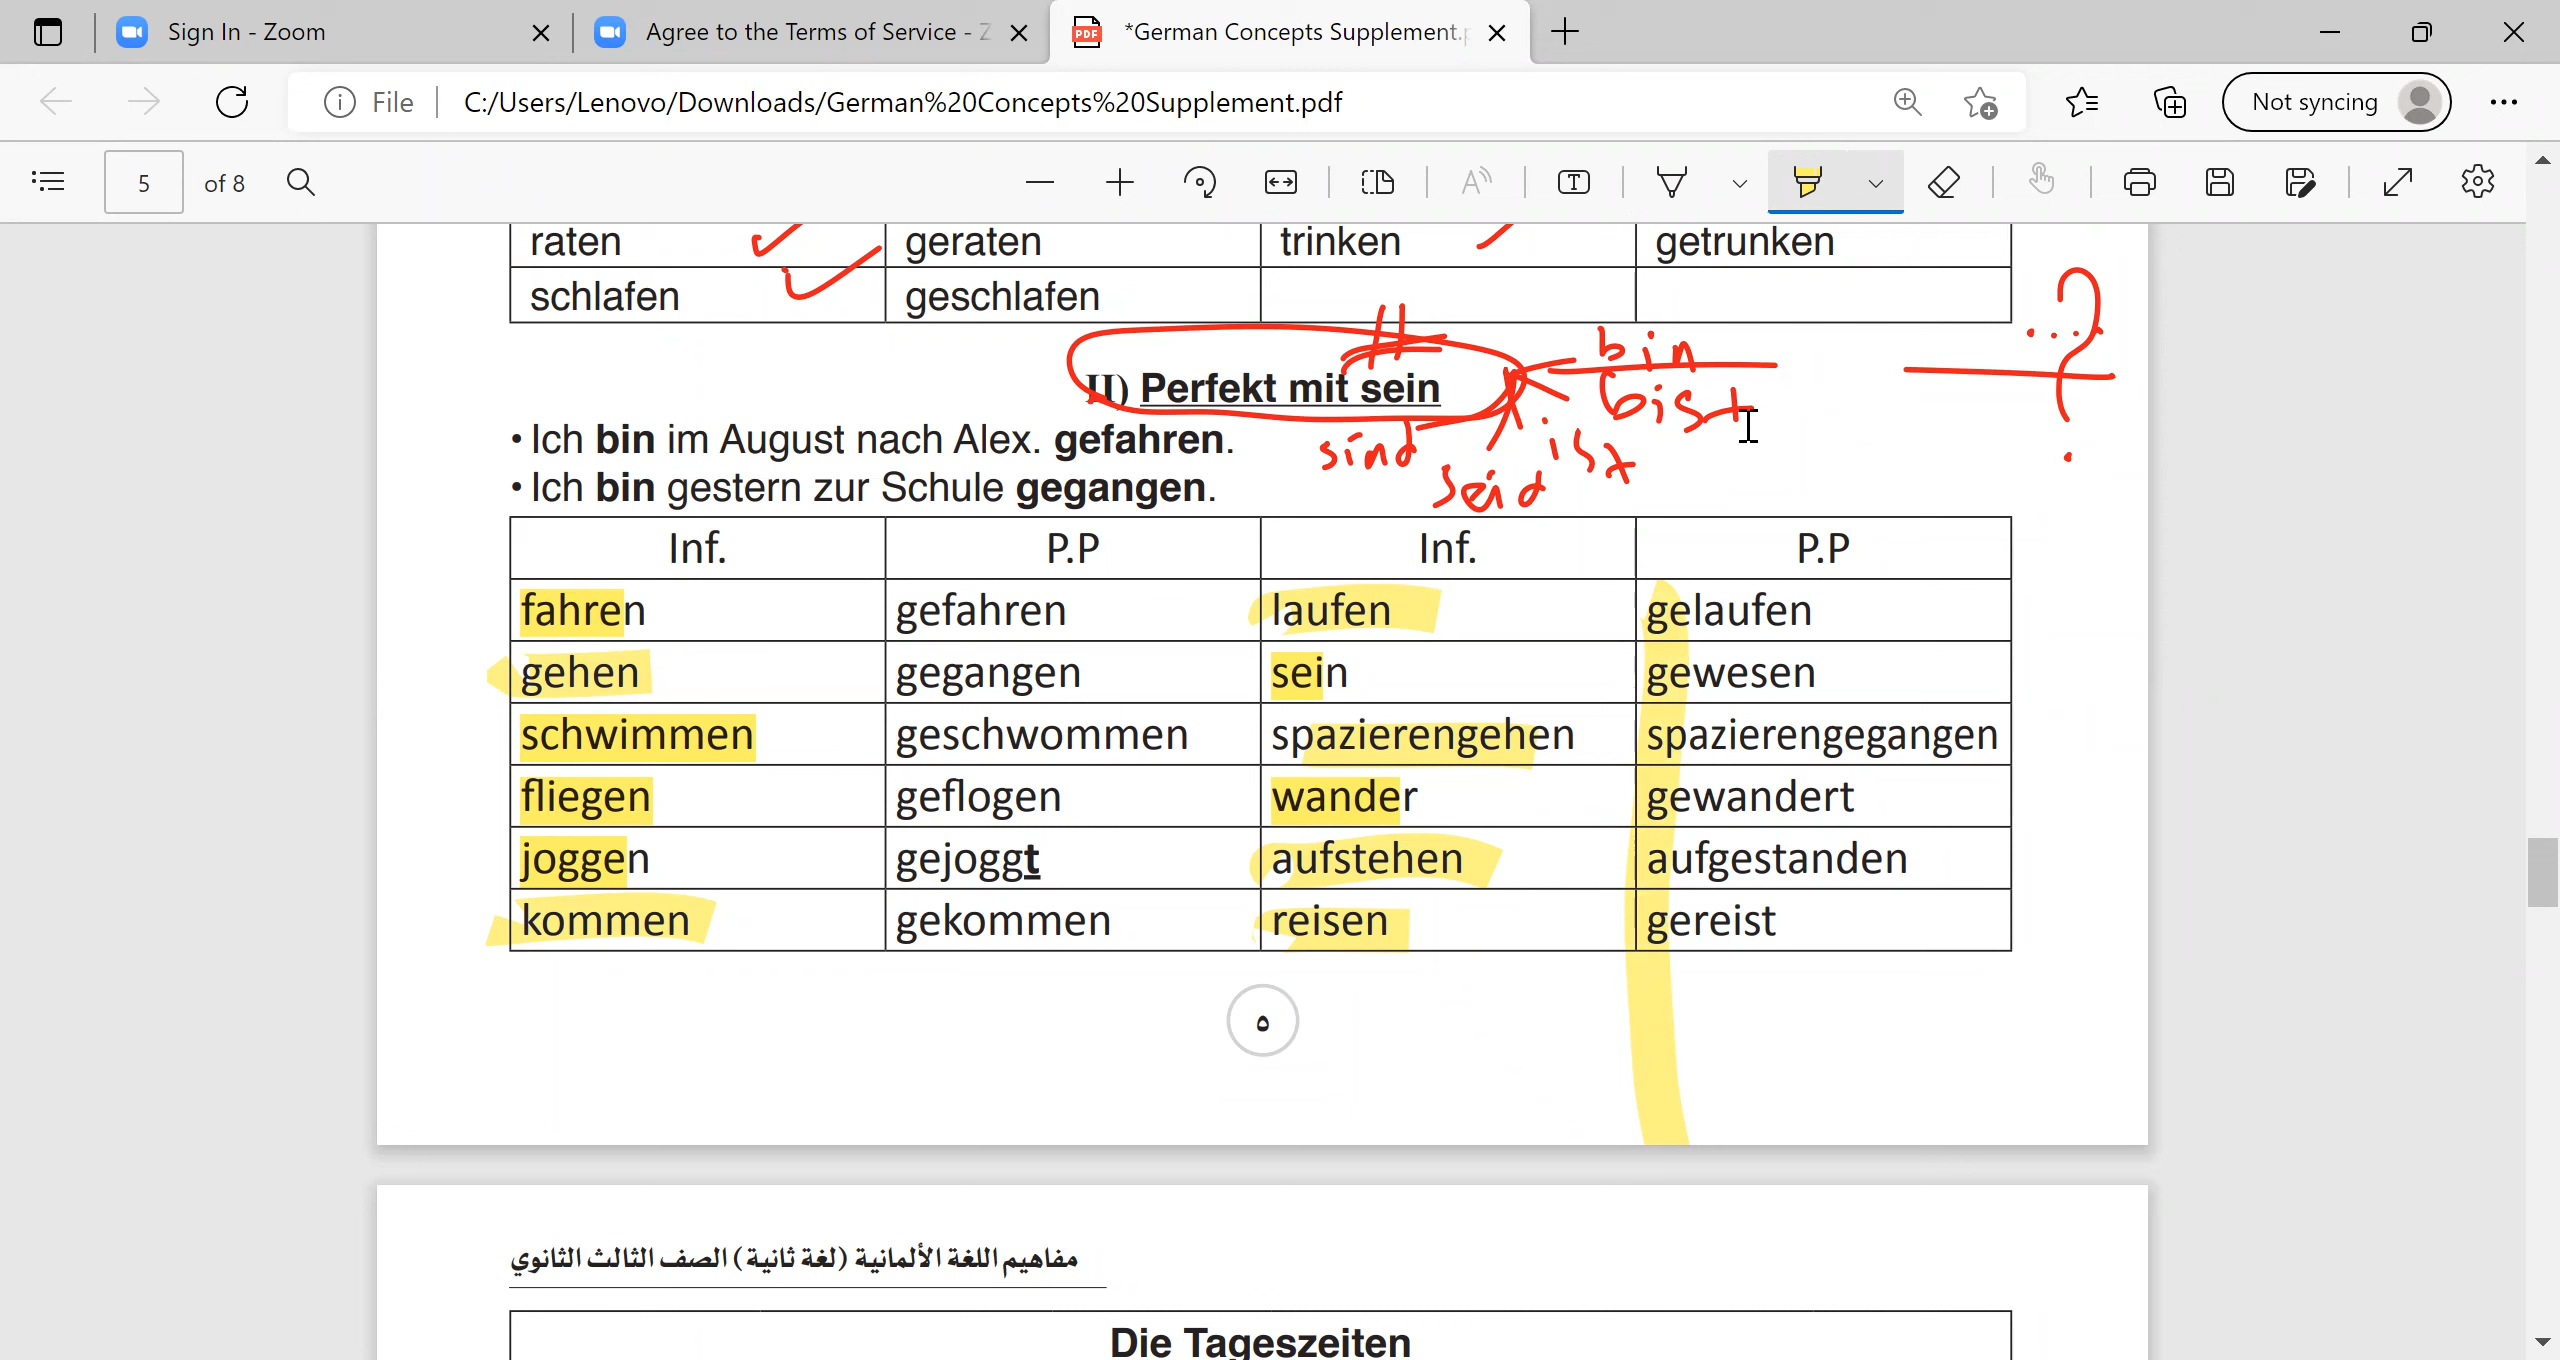 Sign In - Zoom
Agree to the Terms of Service - Z
*German Concepts Supplement.p
File
C:/Users/Lenovo/Downloads/German%20Concepts%20Supplement.pdf
Not syncing
5 of 8
raten geraten trinken getrunken
schlafen geschlafen
II) Perfekt mit sein
bin
bist
ist
seid
sind
?
• Ich bin im August nach Alex. gefahren.
• Ich bin gestern zur Schule gegangen.
Inf. P.P Inf. P.P
fahren gefahren laufen gelaufen
gehen gegangen sein gewesen
schwimmen geschwommen spazierengehen spazierengegangen
fliegen geflogen wander gewandert
joggen gejoggt aufstehen aufgestanden
kommen gekommen reisen gereist
٥
مفاهيم اللغة الألمانية (لغة ثانية) الصف الثالث الثانوي
Die Tageszeiten